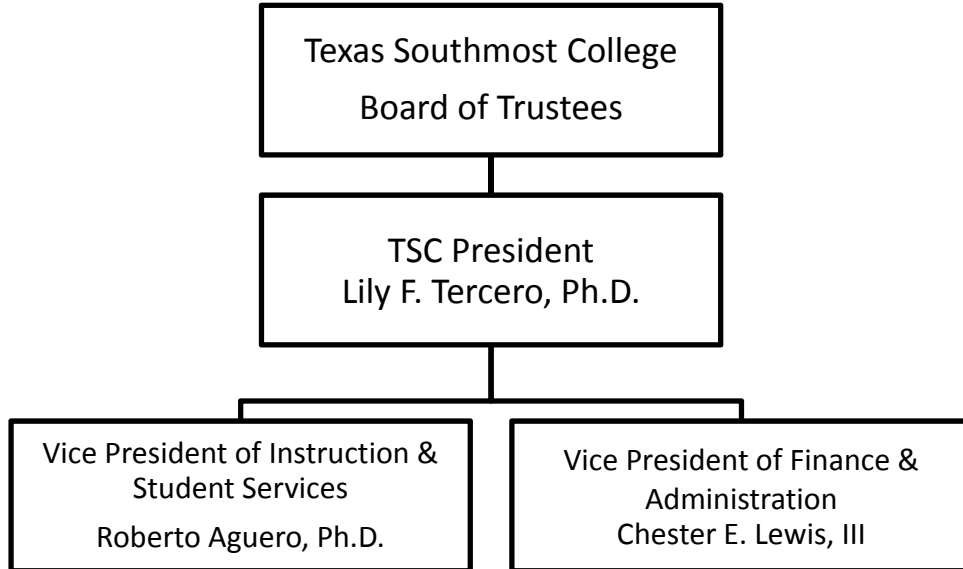 Texas Southmost College
Board of Trustees
TSC President
Lily F. Tercero, Ph.D.
Vice President of Instruction &
Student Services
Roberto Aguero, Ph.D.
Vice President of Finance &
Administration
Chester E. Lewis, III